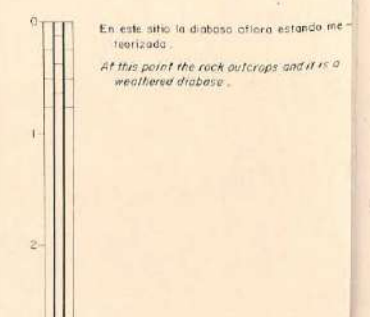 0
En este sitio la diabasa aflora estando me-
teorizada.
At this point the rock outcrops and it is a
weathered diabase.
1
2